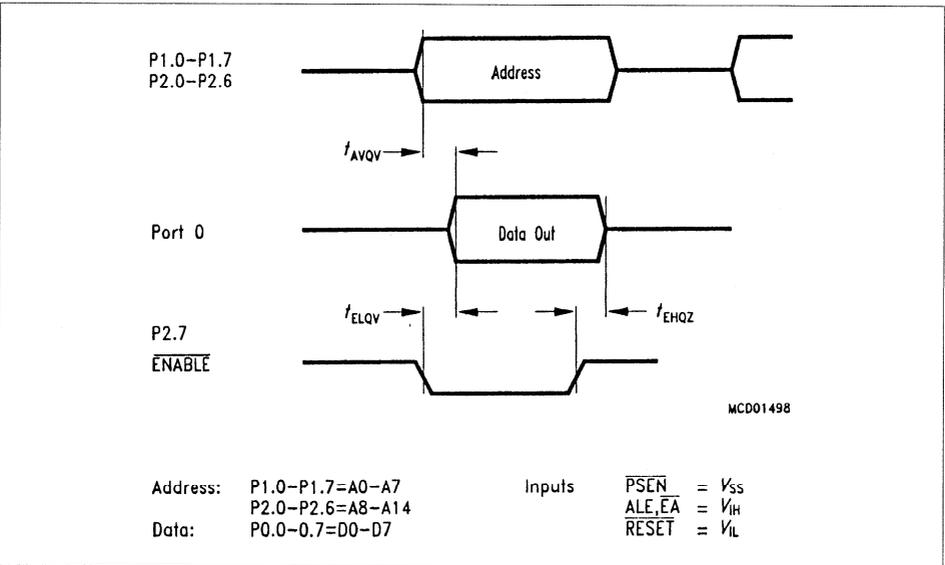 P1.0-P1.7
P2.0-P2.6
Address
tAVQV
Port 0
Data Out
tELQV
tEHQZ
P2.7
ENABLE
MCD01498
Address: P1.0-P1.7=A0-A7
P2.0-P2.6=A8-A14
Data: P0.0-0.7=D0-D7
Inputs PSEN = VSS
ALE,EA = VIH
RESET = VIL